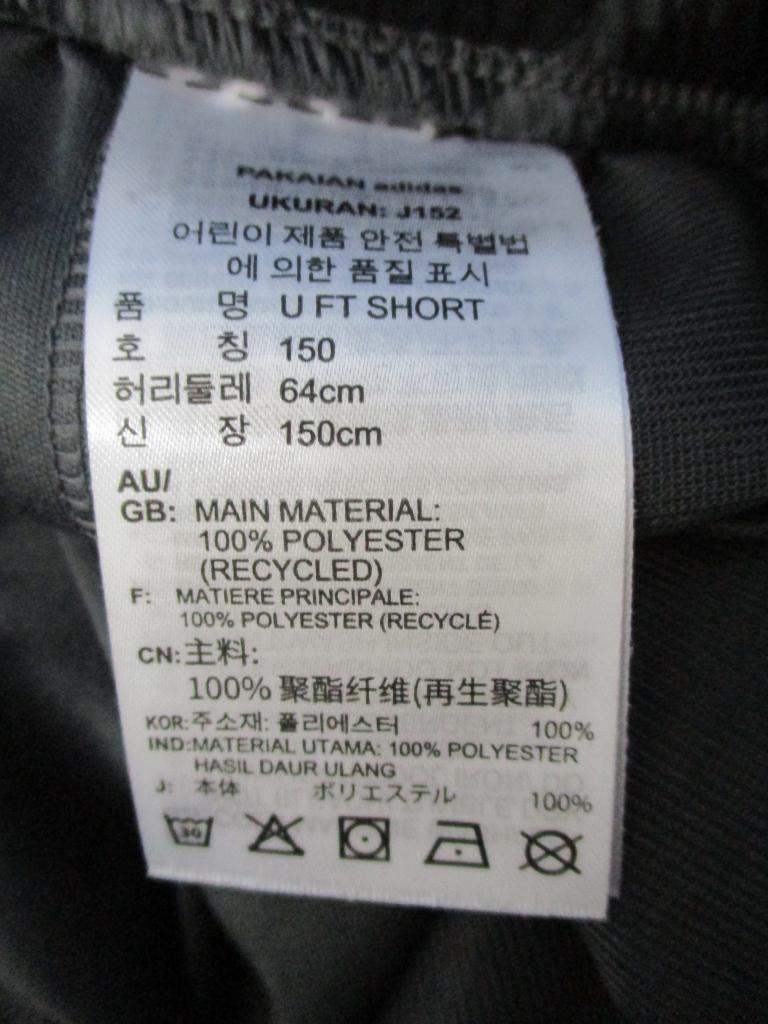 PAKAIAN adidas
UKURAN: J152
어린이 제품 안전 특별법
에 의한 품질 표시
품 명 U FT SHORT
호 칭 150
허리둘레 64cm
신 장 150cm
AU/
GB: MAIN MATERIAL:
100% POLYESTER
(RECYCLED)
F: MATIERE PRINCIPALE:
100% POLYESTER (RECYCLÉ)
CN: 主料:
100% 聚酯纤维(再生聚酯)
KOR: 주소재: 폴리에스터 100%
IND: MATERIAL UTAMA: 100% POLYESTER
HASIL DAUR ULANG
J: 本体 ポリエステル 100%
30